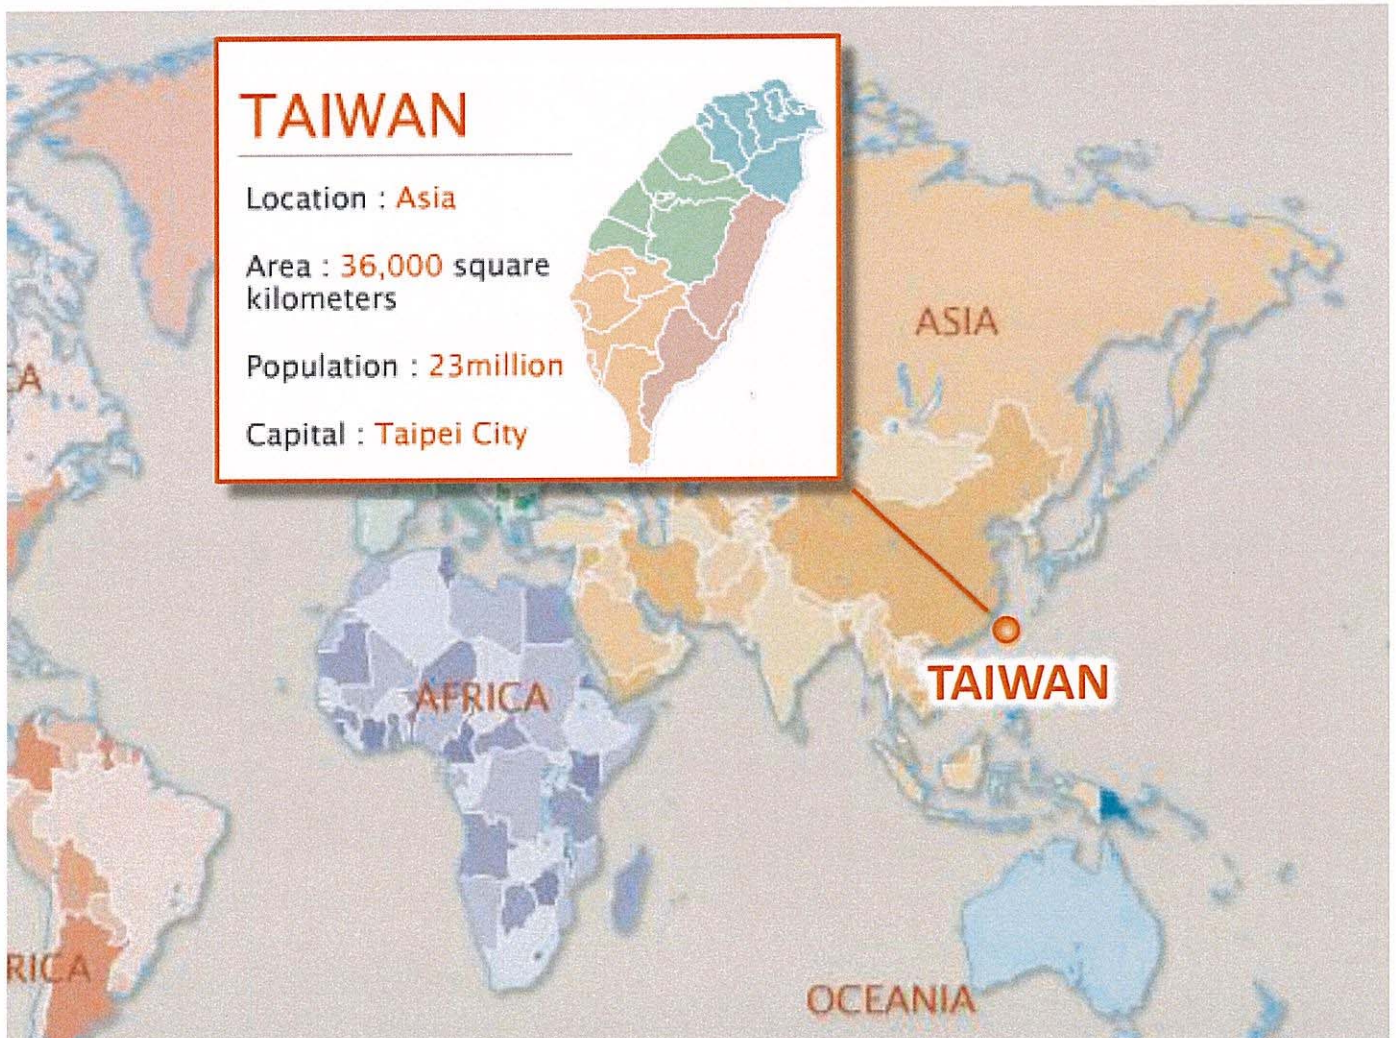 TAIWAN
Location : Asia
Area : 36,000 square
kilometers
Population : 23million
Capital : Taipei City
ASIA
A
TAIWAN
AFRICA
RICA
OCEANIA